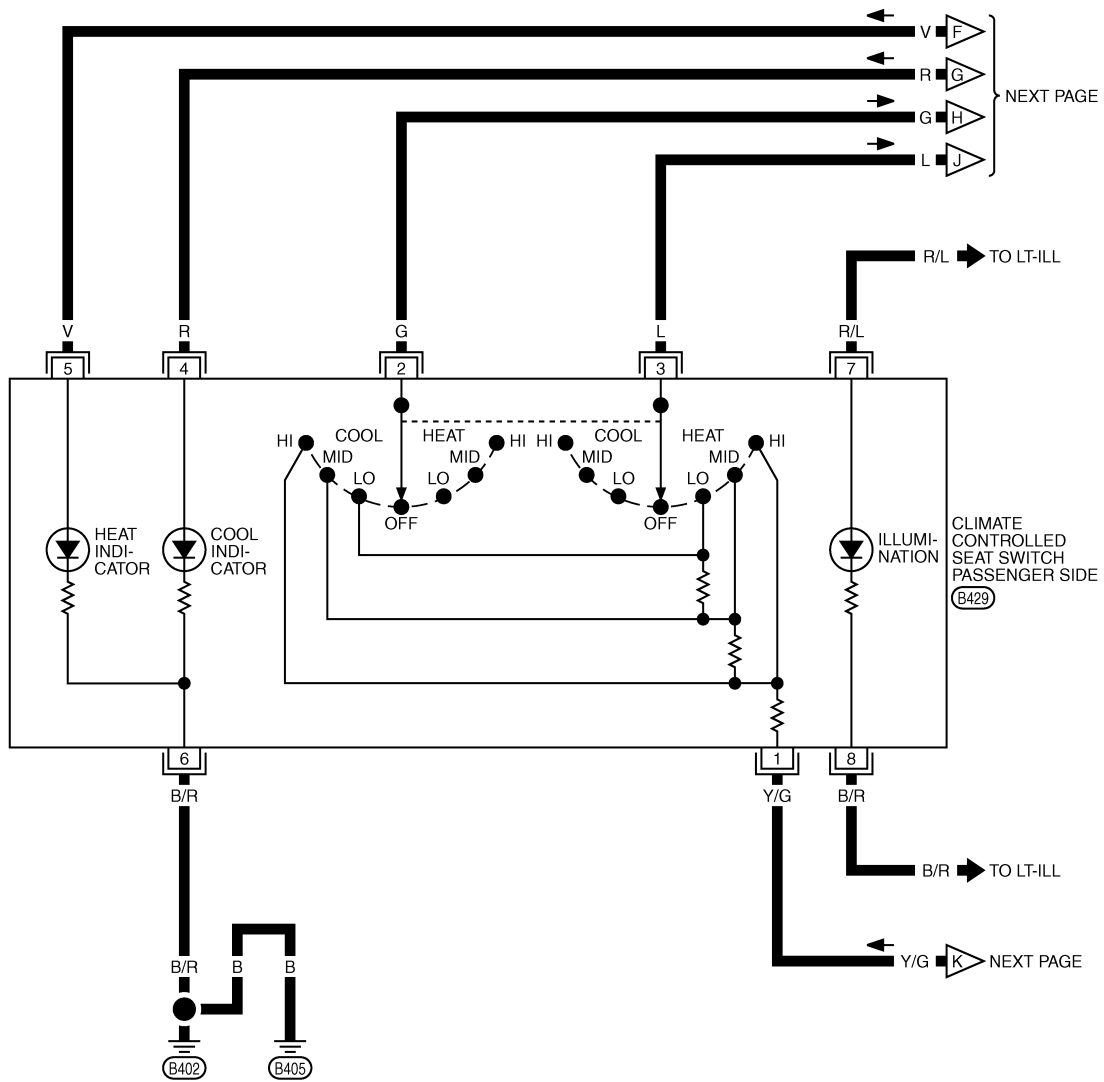 V F
R G
G H
L J
NEXT PAGE
R/L TO LT-ILL
V R G L R/L
5 4 2 3 7
HI COOL HEAT HI HI COOL HEAT HI
MID MID MID MID
LO LO LO LO
OFF OFF
HEAT
INDI-
CATOR
COOL
INDI-
CATOR
ILLUMI-
NATION
CLIMATE
CONTROLLED
SEAT SWITCH
PASSENGER SIDE
B429
6 1 8
B/R Y/G B/R
B/R TO LT-ILL
Y/G K NEXT PAGE
B/R B B
B402 B405